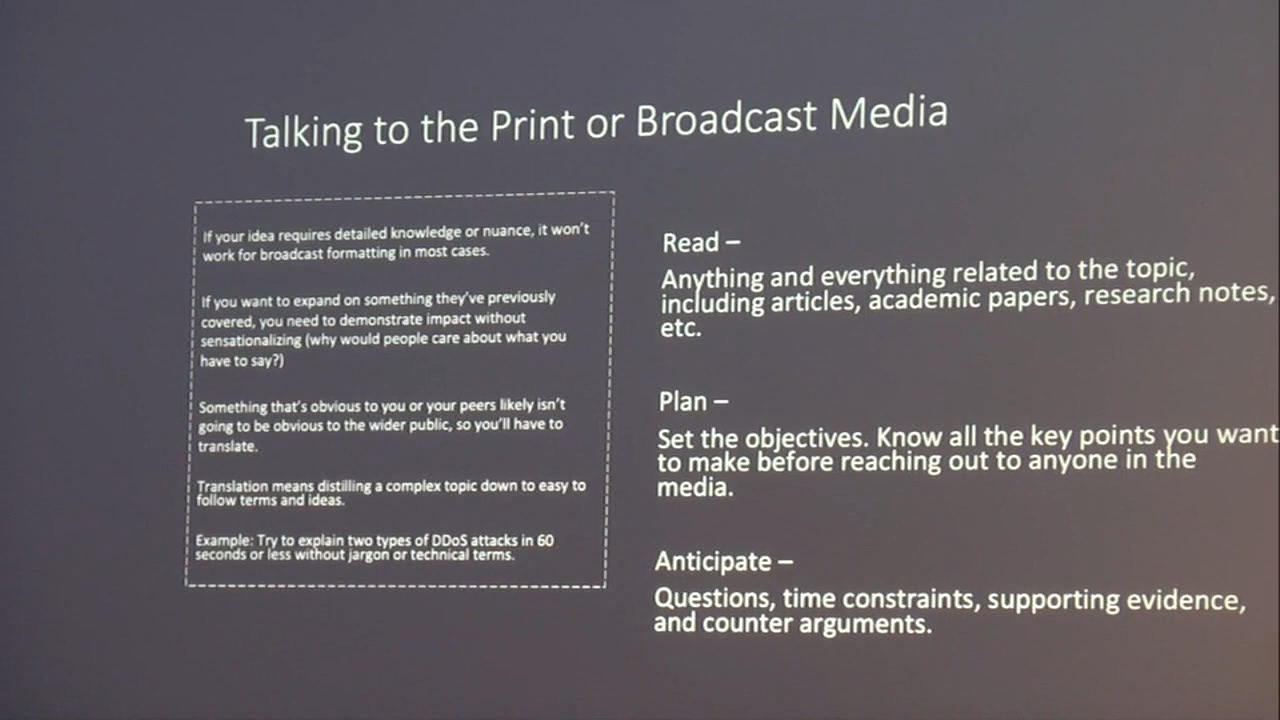 Talking to the Print or Broadcast Media
If your idea requires detailed knowledge or nuance, it won't
work for broadcast formatting in most cases.
If you want to expand on something they've previously
covered, you need to demonstrate impact without
sensationalizing (why would people care about what you
have to say?)
Something that's obvious to you or your peers likely isn't
going to be obvious to the wider public, so you'll have to
translate.
Translation means distilling a complex topic down to easy to
follow terms and ideas.
Example: Try to explain two types of DDoS attacks in 60
seconds or less without jargon or technical terms.
Read –
Anything and everything related to the topic,
including articles, academic papers, research notes,
etc.
Plan –
Set the objectives. Know all the key points you want
to make before reaching out to anyone in the
media.
Anticipate –
Questions, time constraints, supporting evidence,
and counter arguments.